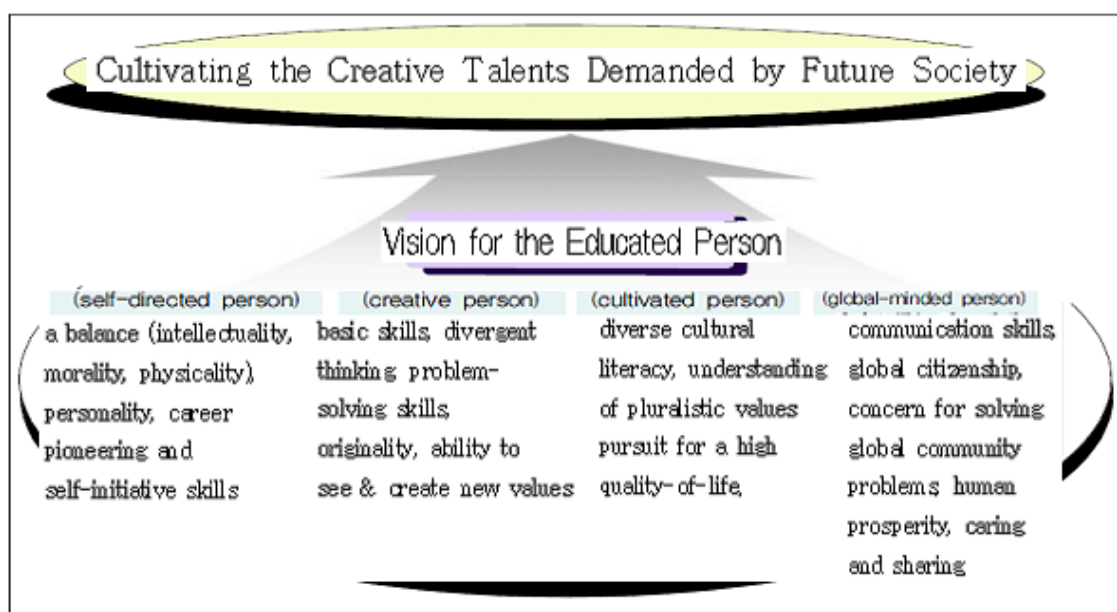 Cultivating the Creative Talents Demanded by Future Society
Vision for the Educated Person
(self-directed person)
a balance (intellectuality,
morality, physicality),
personality, career
pioneering and
self-initiative skills
(creative person)
basic skills, divergent
thinking problem-
solving skills,
originality, ability to
see & create new values
(cultivated person)
diverse cultural
literacy, understanding
of pluralistic values
pursuit for a high
quality-of-life,
(global-minded person)
communication skills,
global citizenship,
concern for solving
global community
problems, human
prosperity, caring
and sharing